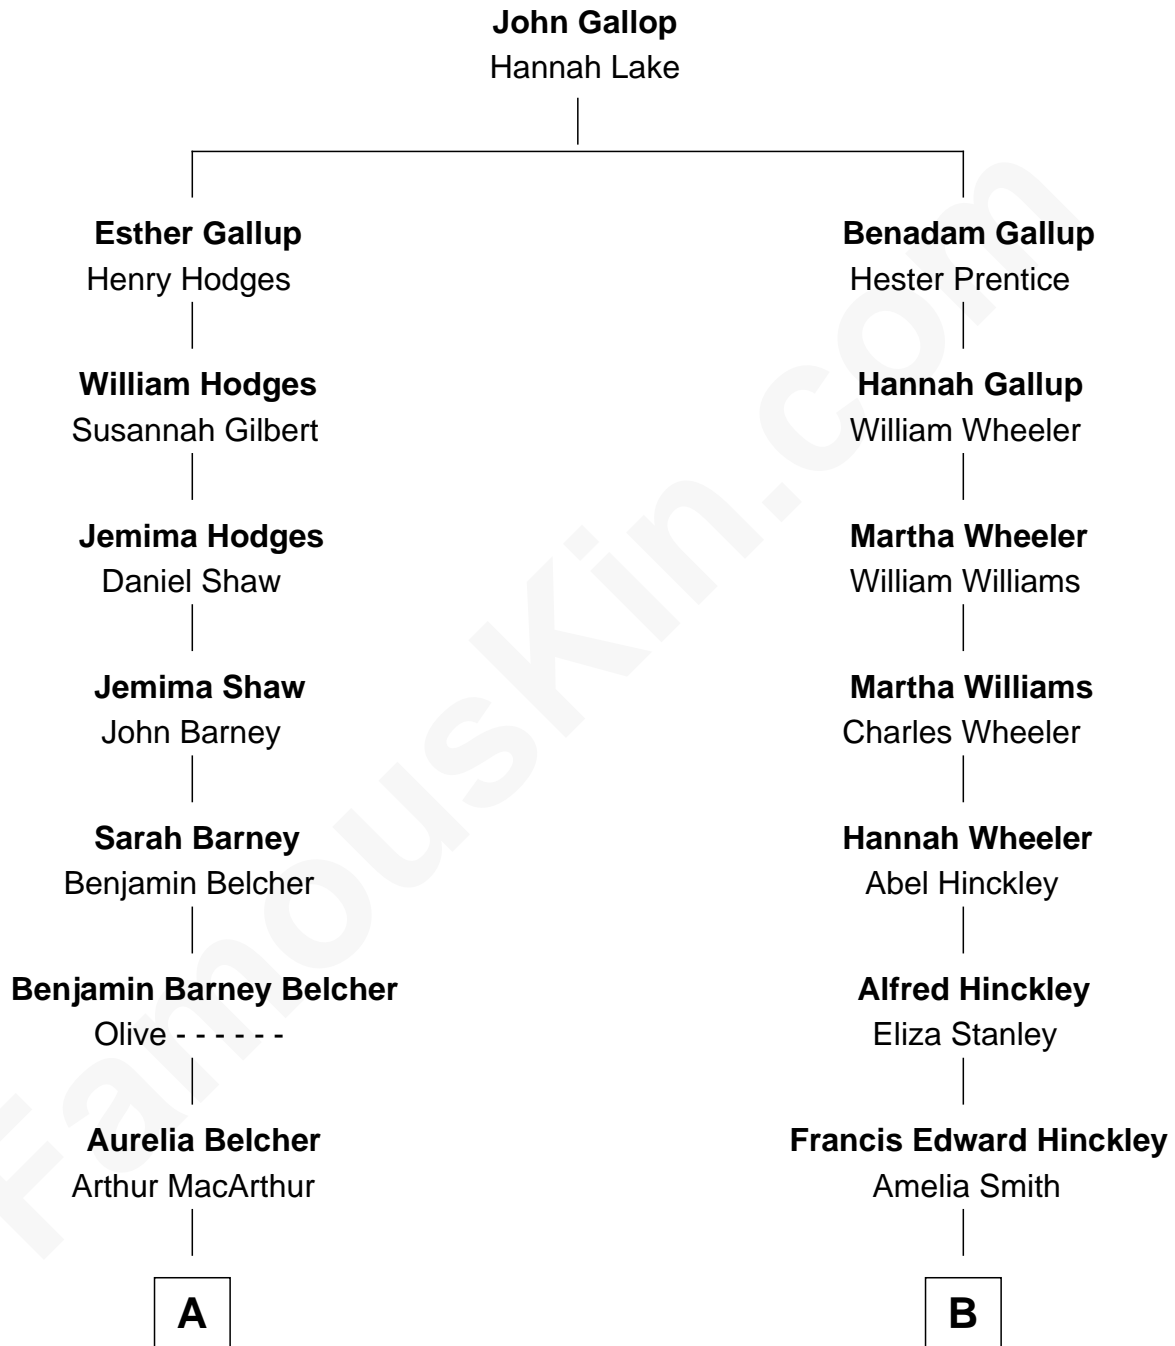 John Gallop
Hannah Lake
Esther Gallup
Henry Hodges
Benadam Gallup
Hester Prentice
William Hodges
Susannah Gilbert
Hannah Gallup
William Wheeler
Jemima Hodges
Daniel Shaw
Martha Wheeler
William Williams
Jemima Shaw
John Barney
Martha Williams
Charles Wheeler
Sarah Barney
Benjamin Belcher
Hannah Wheeler
Abel Hinckley
Benjamin Barney Belcher
Olive - - - - - -
Alfred Hinckley
Eliza Stanley
Aurelia Belcher
Arthur MacArthur
Francis Edward Hinckley
Amelia Smith
A
B
FamousKin.com